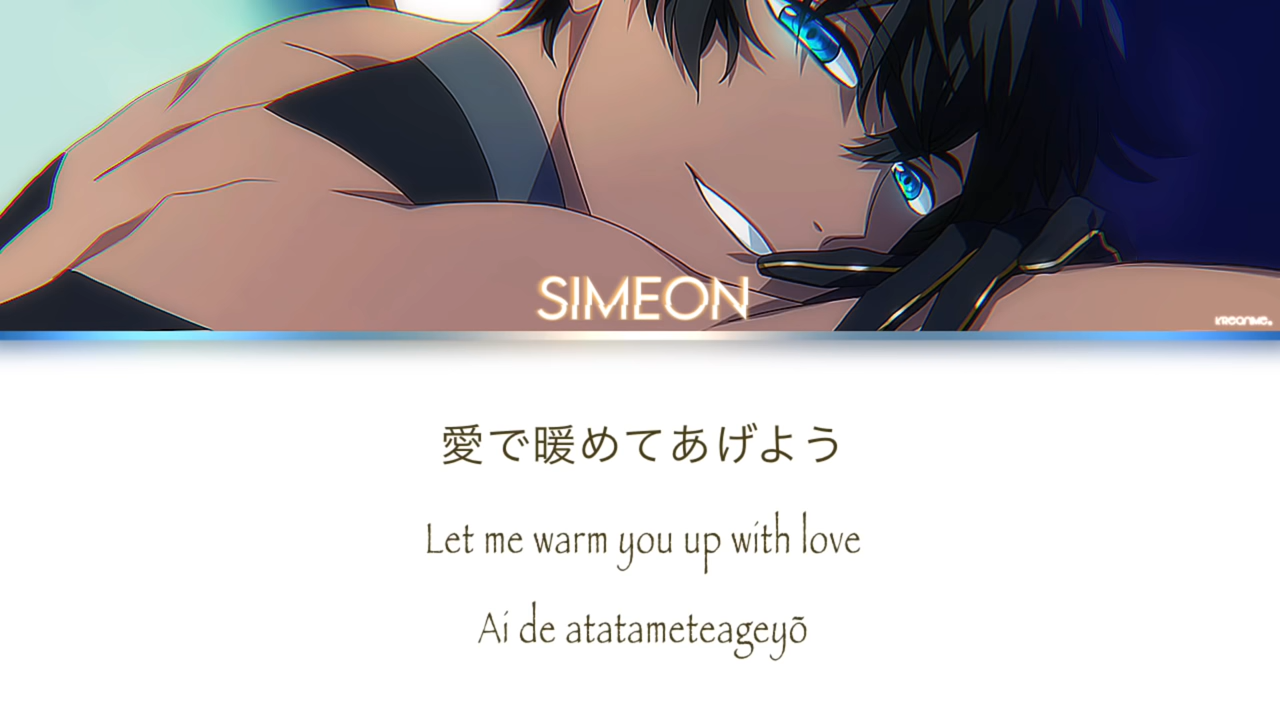 SIMEON
愛で暖めてあげよう
Let me warm you up with love
Ai de atatameteageyō